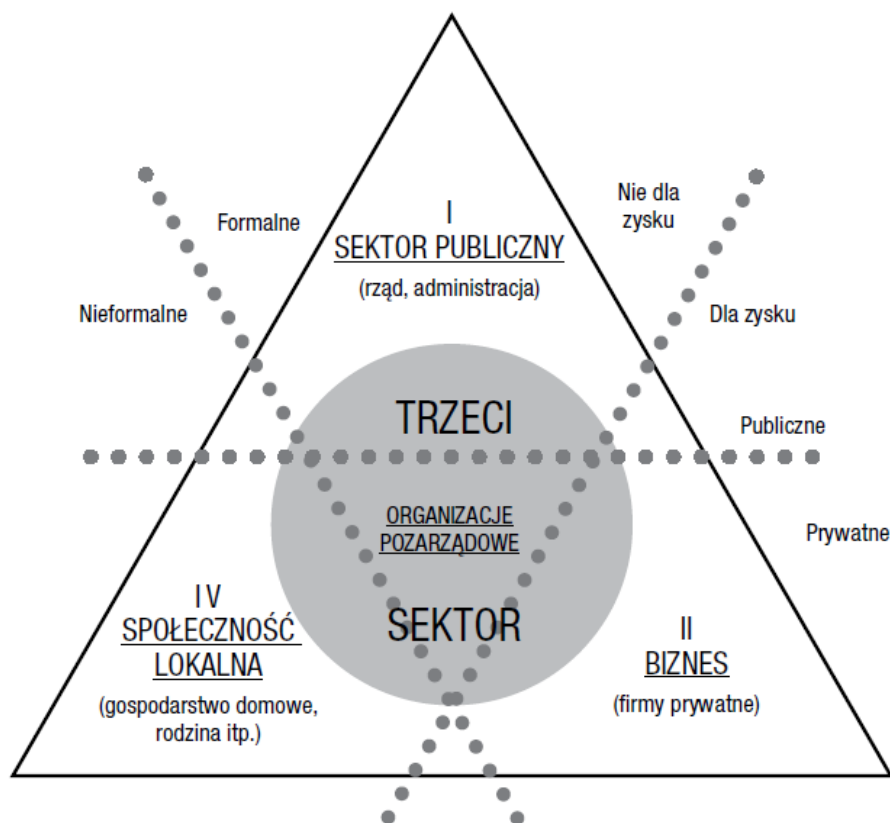 Formalne
Nieformalne
I
SEKTOR PUBLICZNY
(rząd, administracja)
Nie dla
zysku
Dla zysku
TRZECI
Publiczne
ORGANIZACJE
POZARZĄDOWE
Prywatne
SEKTOR
I V
SPOŁECZNOŚĆ
LOKALNA
(gospodarstwo domowe,
rodzina itp.)
II
BIZNES
(firmy prywatne)